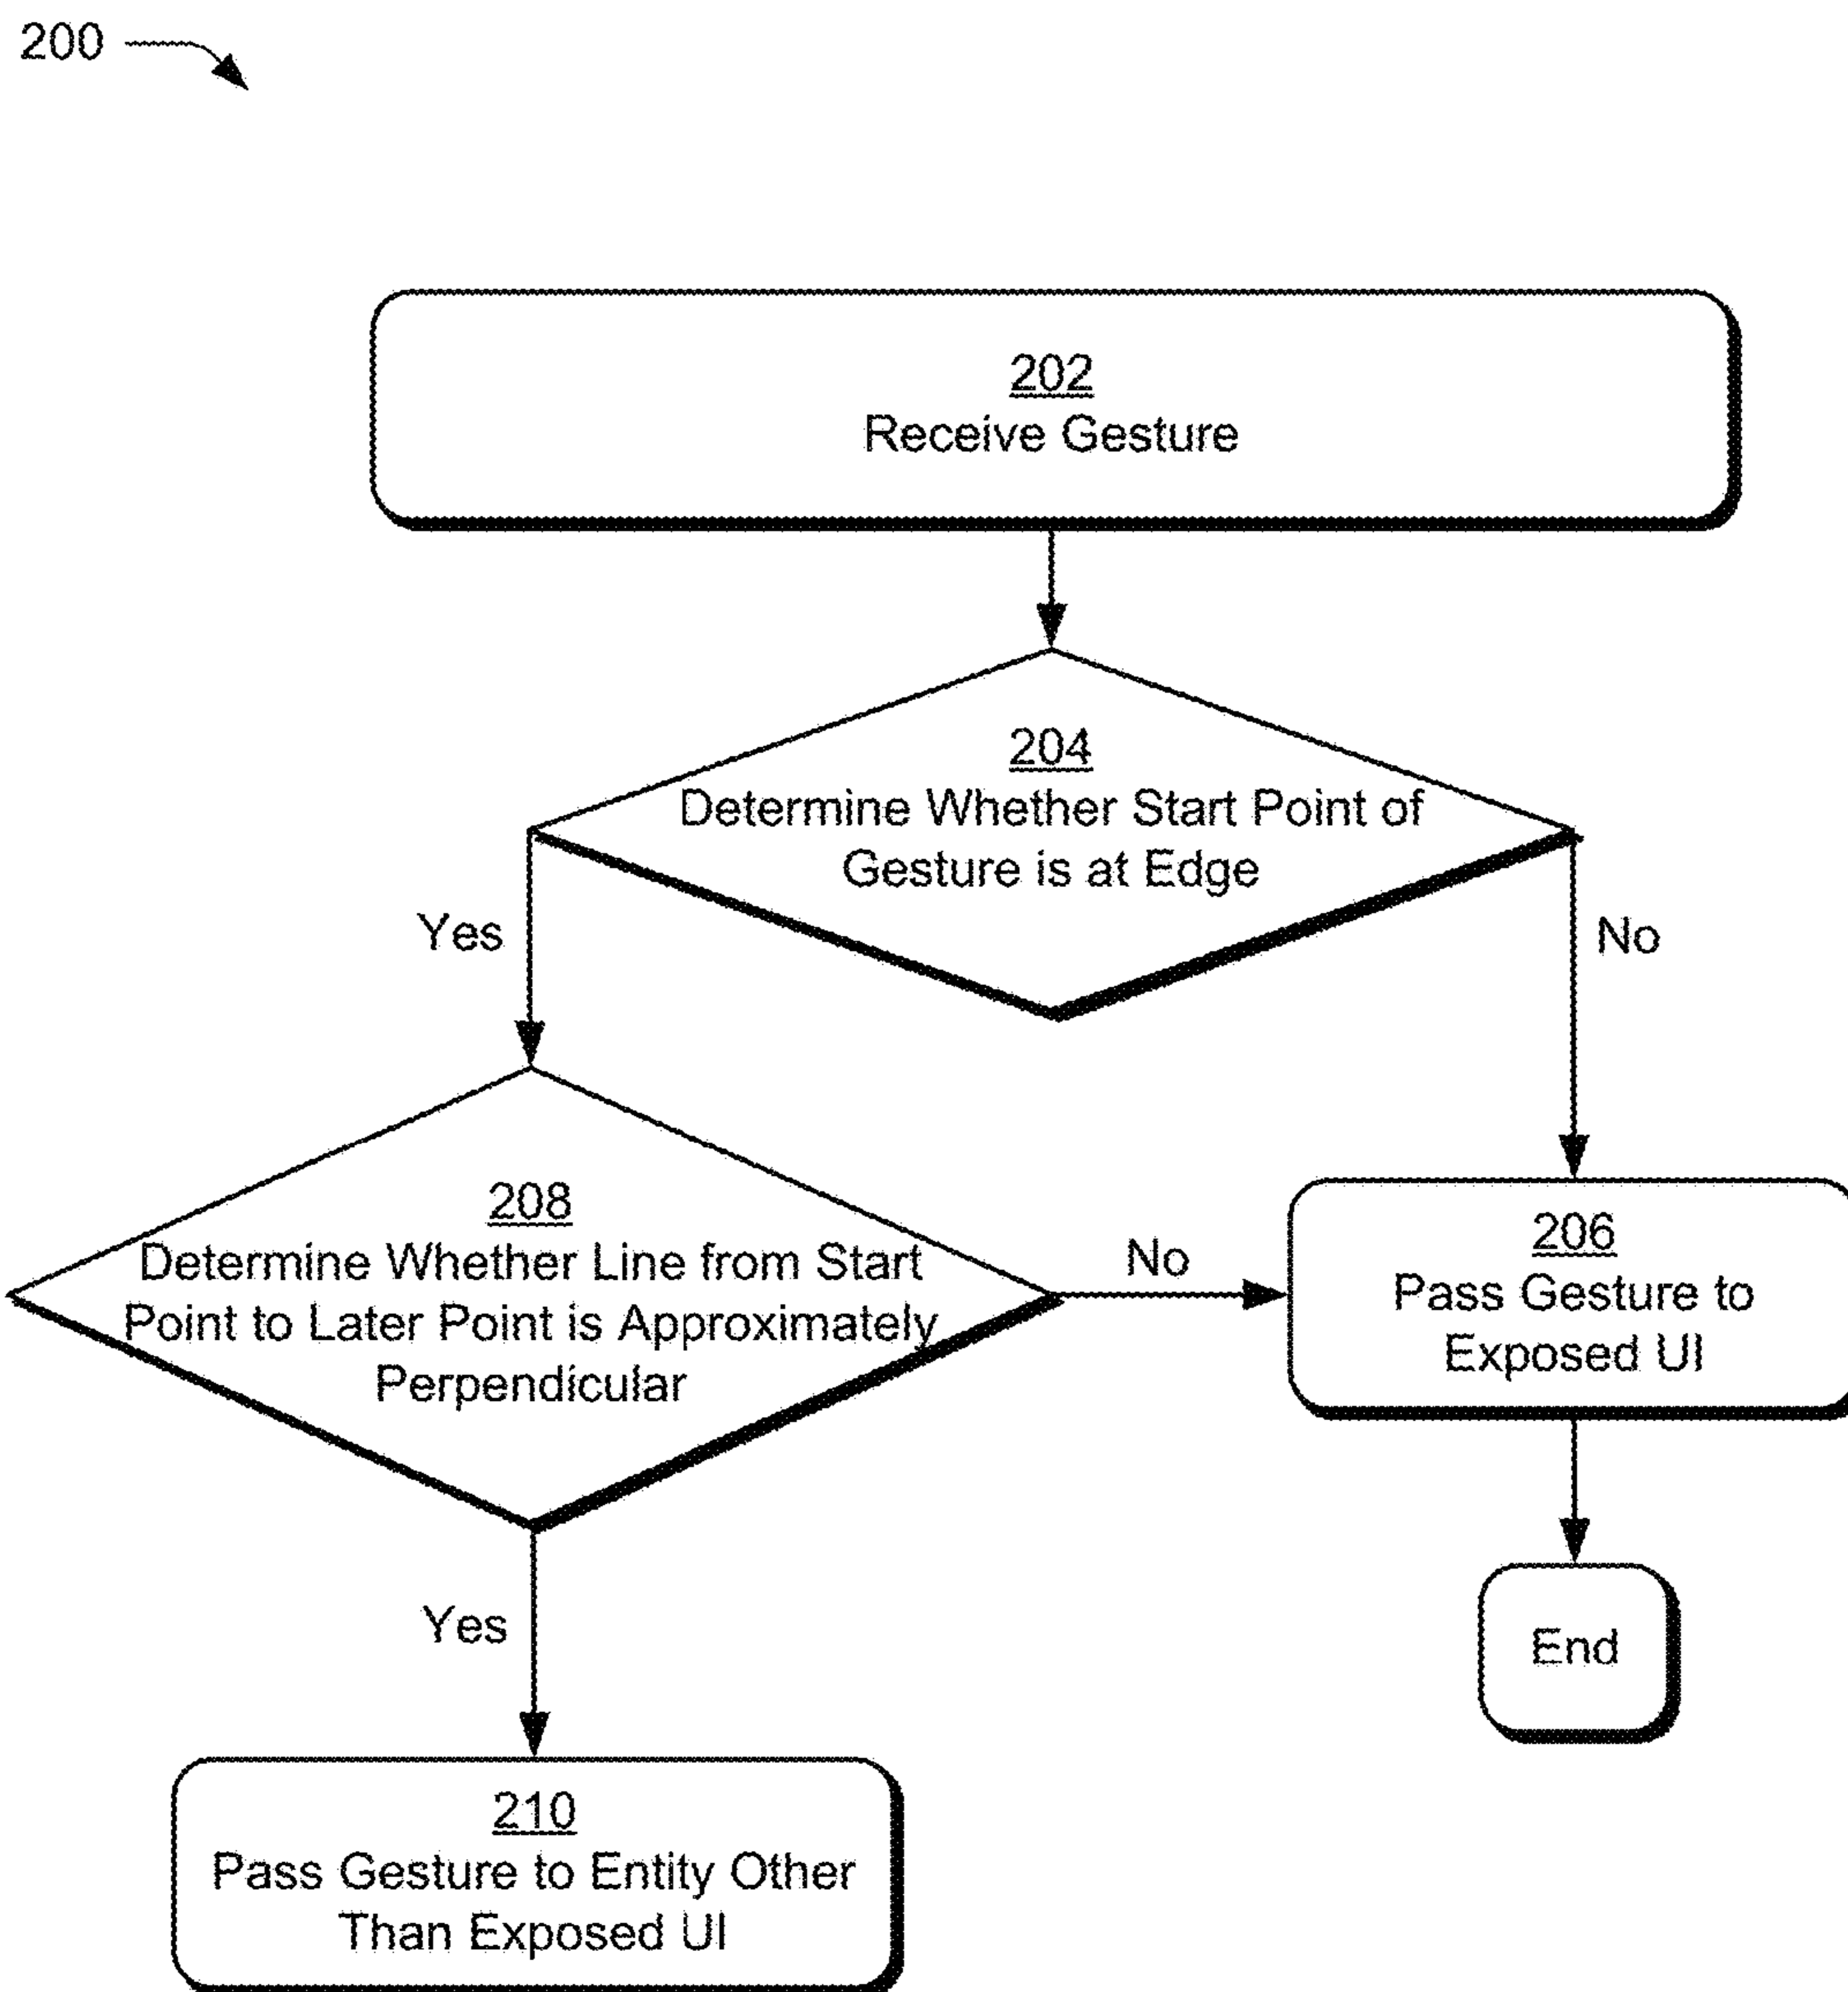 200
202
Receive Gesture
204
Determine Whether Start Point of
Gesture is at Edge
Yes
No
208
Determine Whether Line from Start
Point to Later Point is Approximately
Perpendicular
No
206
Pass Gesture to
Exposed UI
Yes
End
210
Pass Gesture to Entity Other
Than Exposed UI